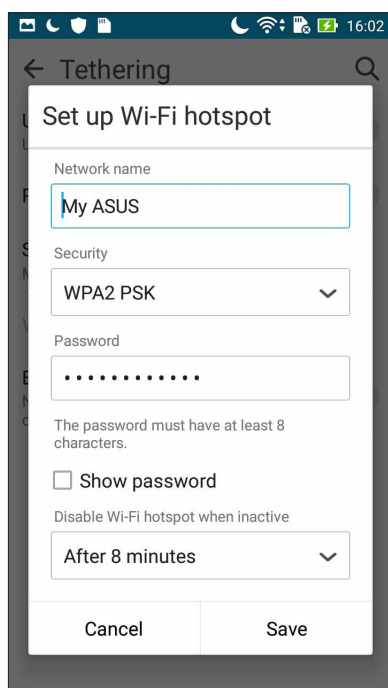 16:02
Tethering
Set up Wi-Fi hotspot
Network name
My ASUS
Security
WPA2 PSK
Password
••••••••••••
The password must have at least 8
characters.
Show password
Disable Wi-Fi hotspot when inactive
After 8 minutes
Cancel Save